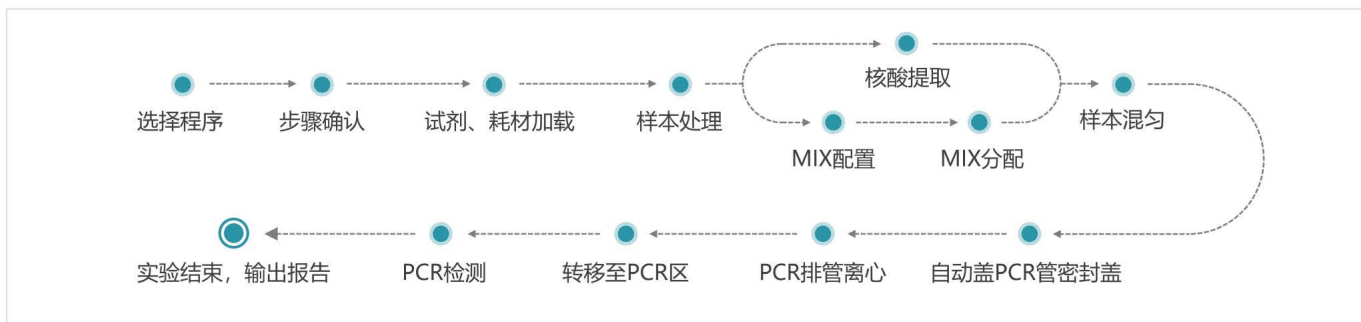 选择程序
步骤确认
试剂、耗材加载
样本处理
核酸提取
MIX配置
MIX分配
样本混匀
自动盖PCR管密封盖
PCR排管离心
转移至PCR区
PCR检测
实验结束，输出报告